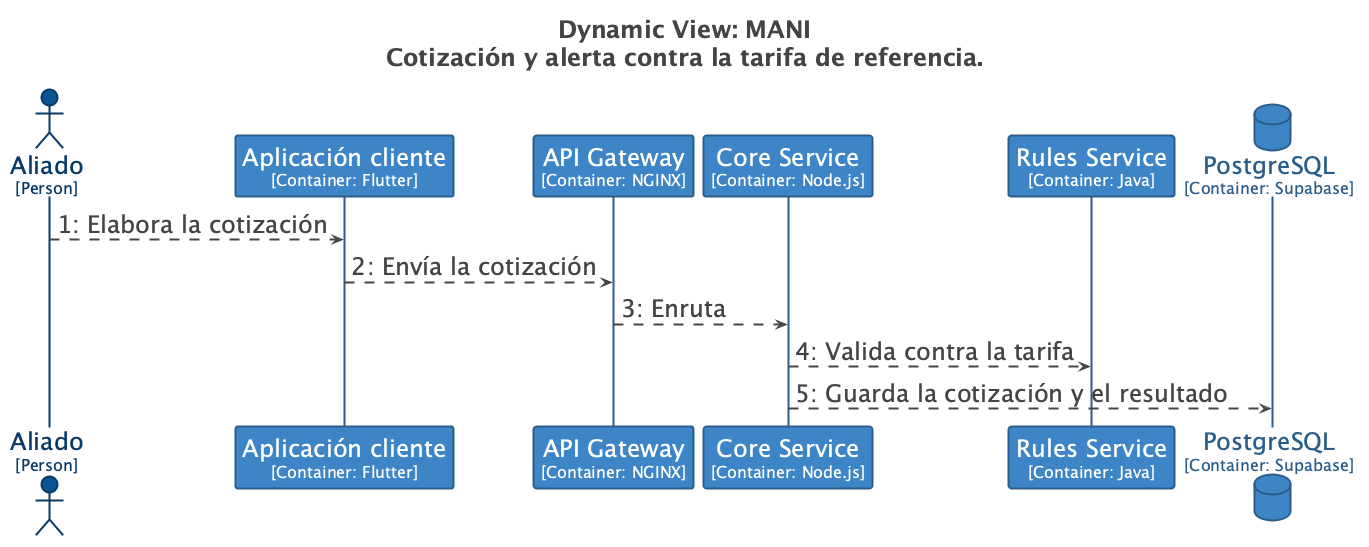 Dynamic View: MANI
Cotización y alerta contra la tarifa de referencia.
Aliado
[Person]
Aplicación cliente
[Container: Flutter]
API Gateway
[Container: NGINX]
Core Service
[Container: Node.js]
Rules Service
[Container: Java]
PostgreSQL
[Container: Supabase]
1: Elabora la cotización
2: Envía la cotización
3: Enruta
4: Valida contra la tarifa
5: Guarda la cotización y el resultado
Aliado
[Person]
Aplicación cliente
[Container: Flutter]
API Gateway
[Container: NGINX]
Core Service
[Container: Node.js]
Rules Service
[Container: Java]
PostgreSQL
[Container: Supabase]